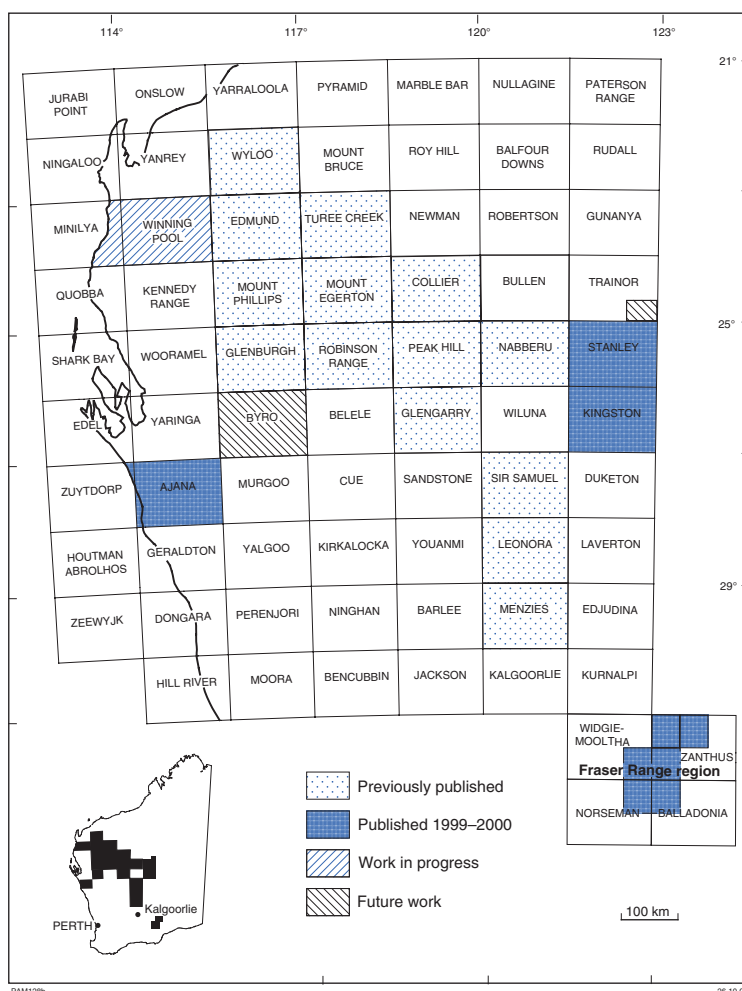 114° 117° 120° 123°
21°
JURABI
POINT
ONSLOW
YARRALOOLA
PYRAMID
MARBLE BAR
NULLAGINE
PATERSON
RANGE
NINGALOO
YANREY
WYLOO
MOUNT
BRUCE
ROY HILL
BALFOUR
DOWNS
RUDALL
MINILYA
WINNING
POOL
EDMUND
TUREE CREEK
NEWMAN
ROBERTSON
GUNANYA
QUOBBA
KENNEDY
RANGE
MOUNT
PHILLIPS
MOUNT
EGERTON
COLLIER
BULLEN
TRAINOR
25°
SHARK BAY
WOORAMEL
GLENBURGH
ROBINSON
RANGE
PEAK HILL
NABBERU
STANLEY
EDEL
YARINGA
BYRO
BELELE
GLENGARRY
WILUNA
KINGSTON
ZUYTDORP
AJANA
MURGOO
CUE
SANDSTONE
SIR SAMUEL
DUKETON
HOUTMAN
ABROLHOS
GERALDTON
YALGOO
KIRKALOCKA
YOUANMI
LEONORA
LAVERTON
29°
ZEEWYJK
DONGARA
PERENJORI
NINGHAN
BARLEE
MENZIES
EDJUDINA
HILL RIVER
MOORA
BENCUBBIN
JACKSON
KALGOORLIE
KURNALPI
WIDGIE-
MOOLTHA
ZANTHUS
Fraser Range region
NORSEMAN
BALLADONIA
Previously published
Published 1999–2000
Work in progress
Future work
100 km
Kalgoorlie
PERTH